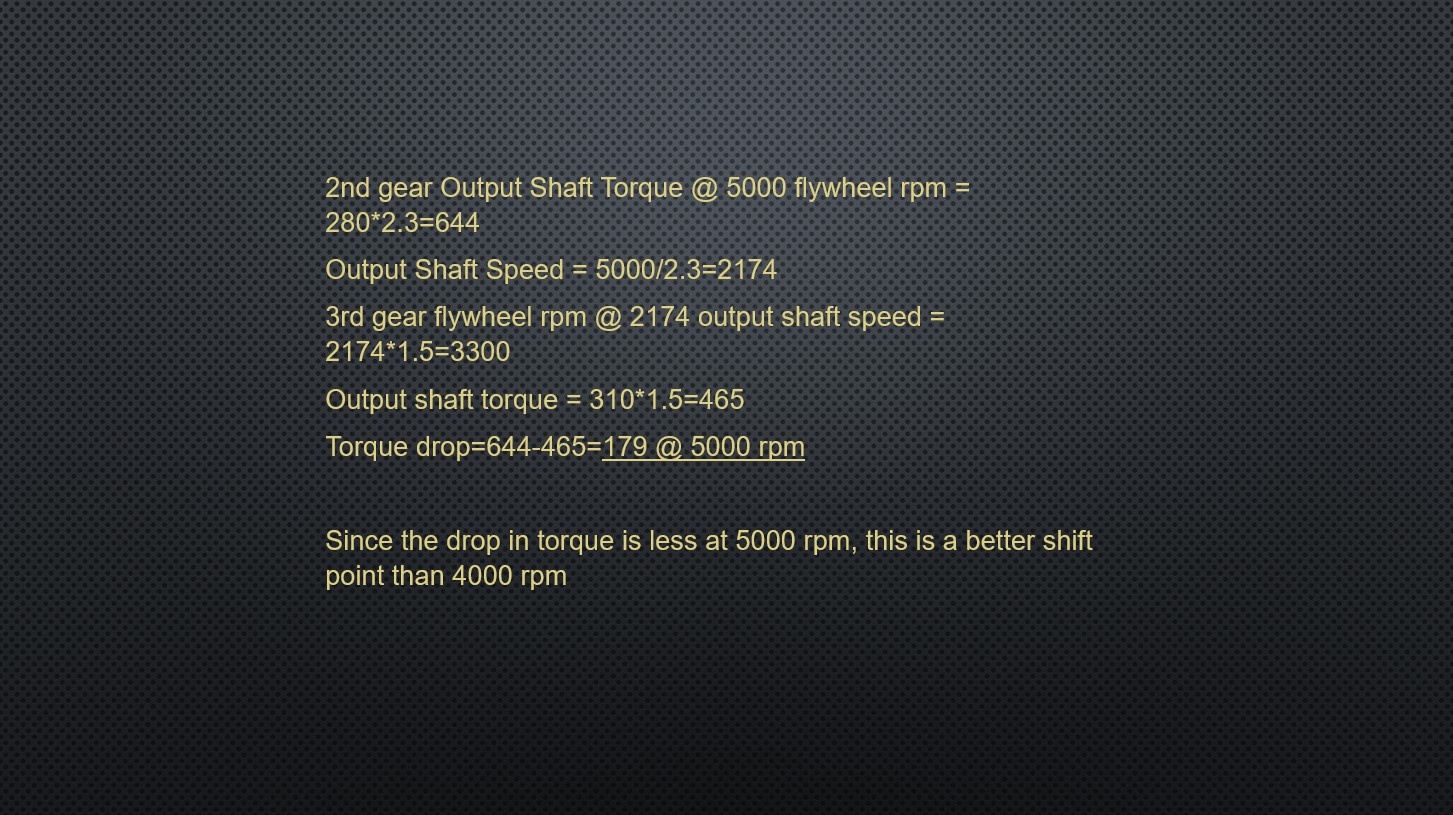 2nd gear Output Shaft Torque @ 5000 flywheel rpm =
280*2.3=644
Output Shaft Speed = 5000/2.3=2174
3rd gear flywheel rpm @ 2174 output shaft speed =
2174*1.5=3300
Output shaft torque = 310*1.5=465
Torque drop=644-465=179 @ 5000 rpm
Since the drop in torque is less at 5000 rpm, this is a better shift
point than 4000 rpm